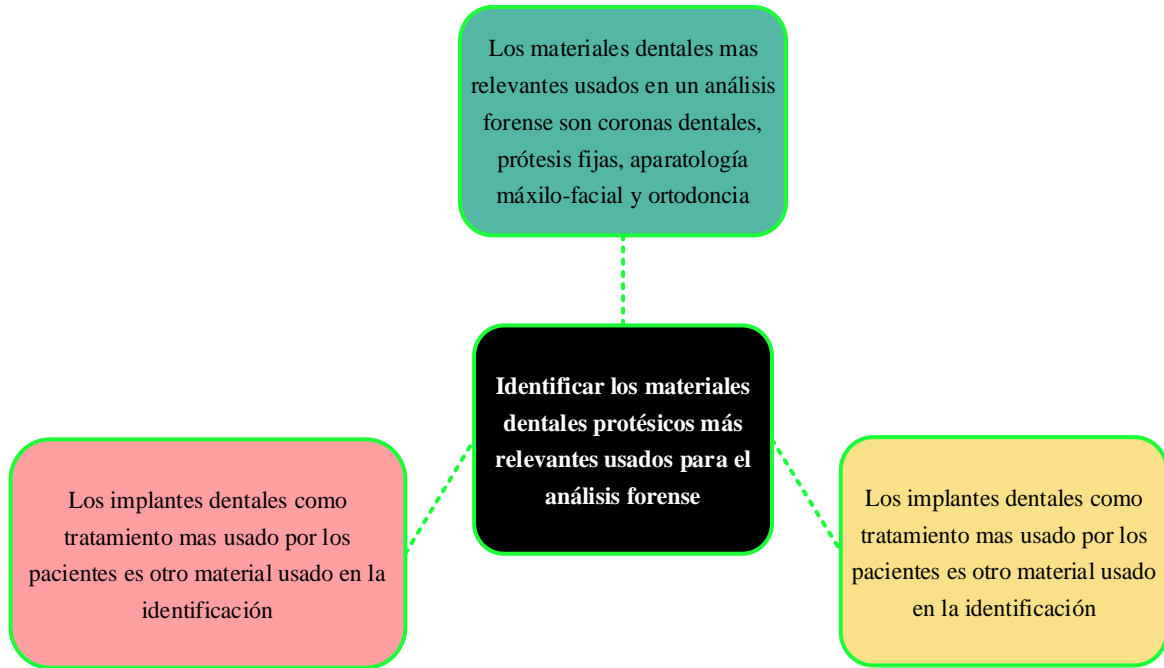 Los materiales dentales mas
relevantes usados en un análisis
forense son coronas dentales,
prótesis fijas, aparatología
máxilo-facial y ortodoncia
Identificar los materiales
dentales protésicos más
relevantes usados para el
análisis forense
Los implantes dentales como
tratamiento mas usado por los
pacientes es otro material usado en la
identificación
Los implantes dentales como
tratamiento mas usado por los
pacientes es otro material usado
en la identificación